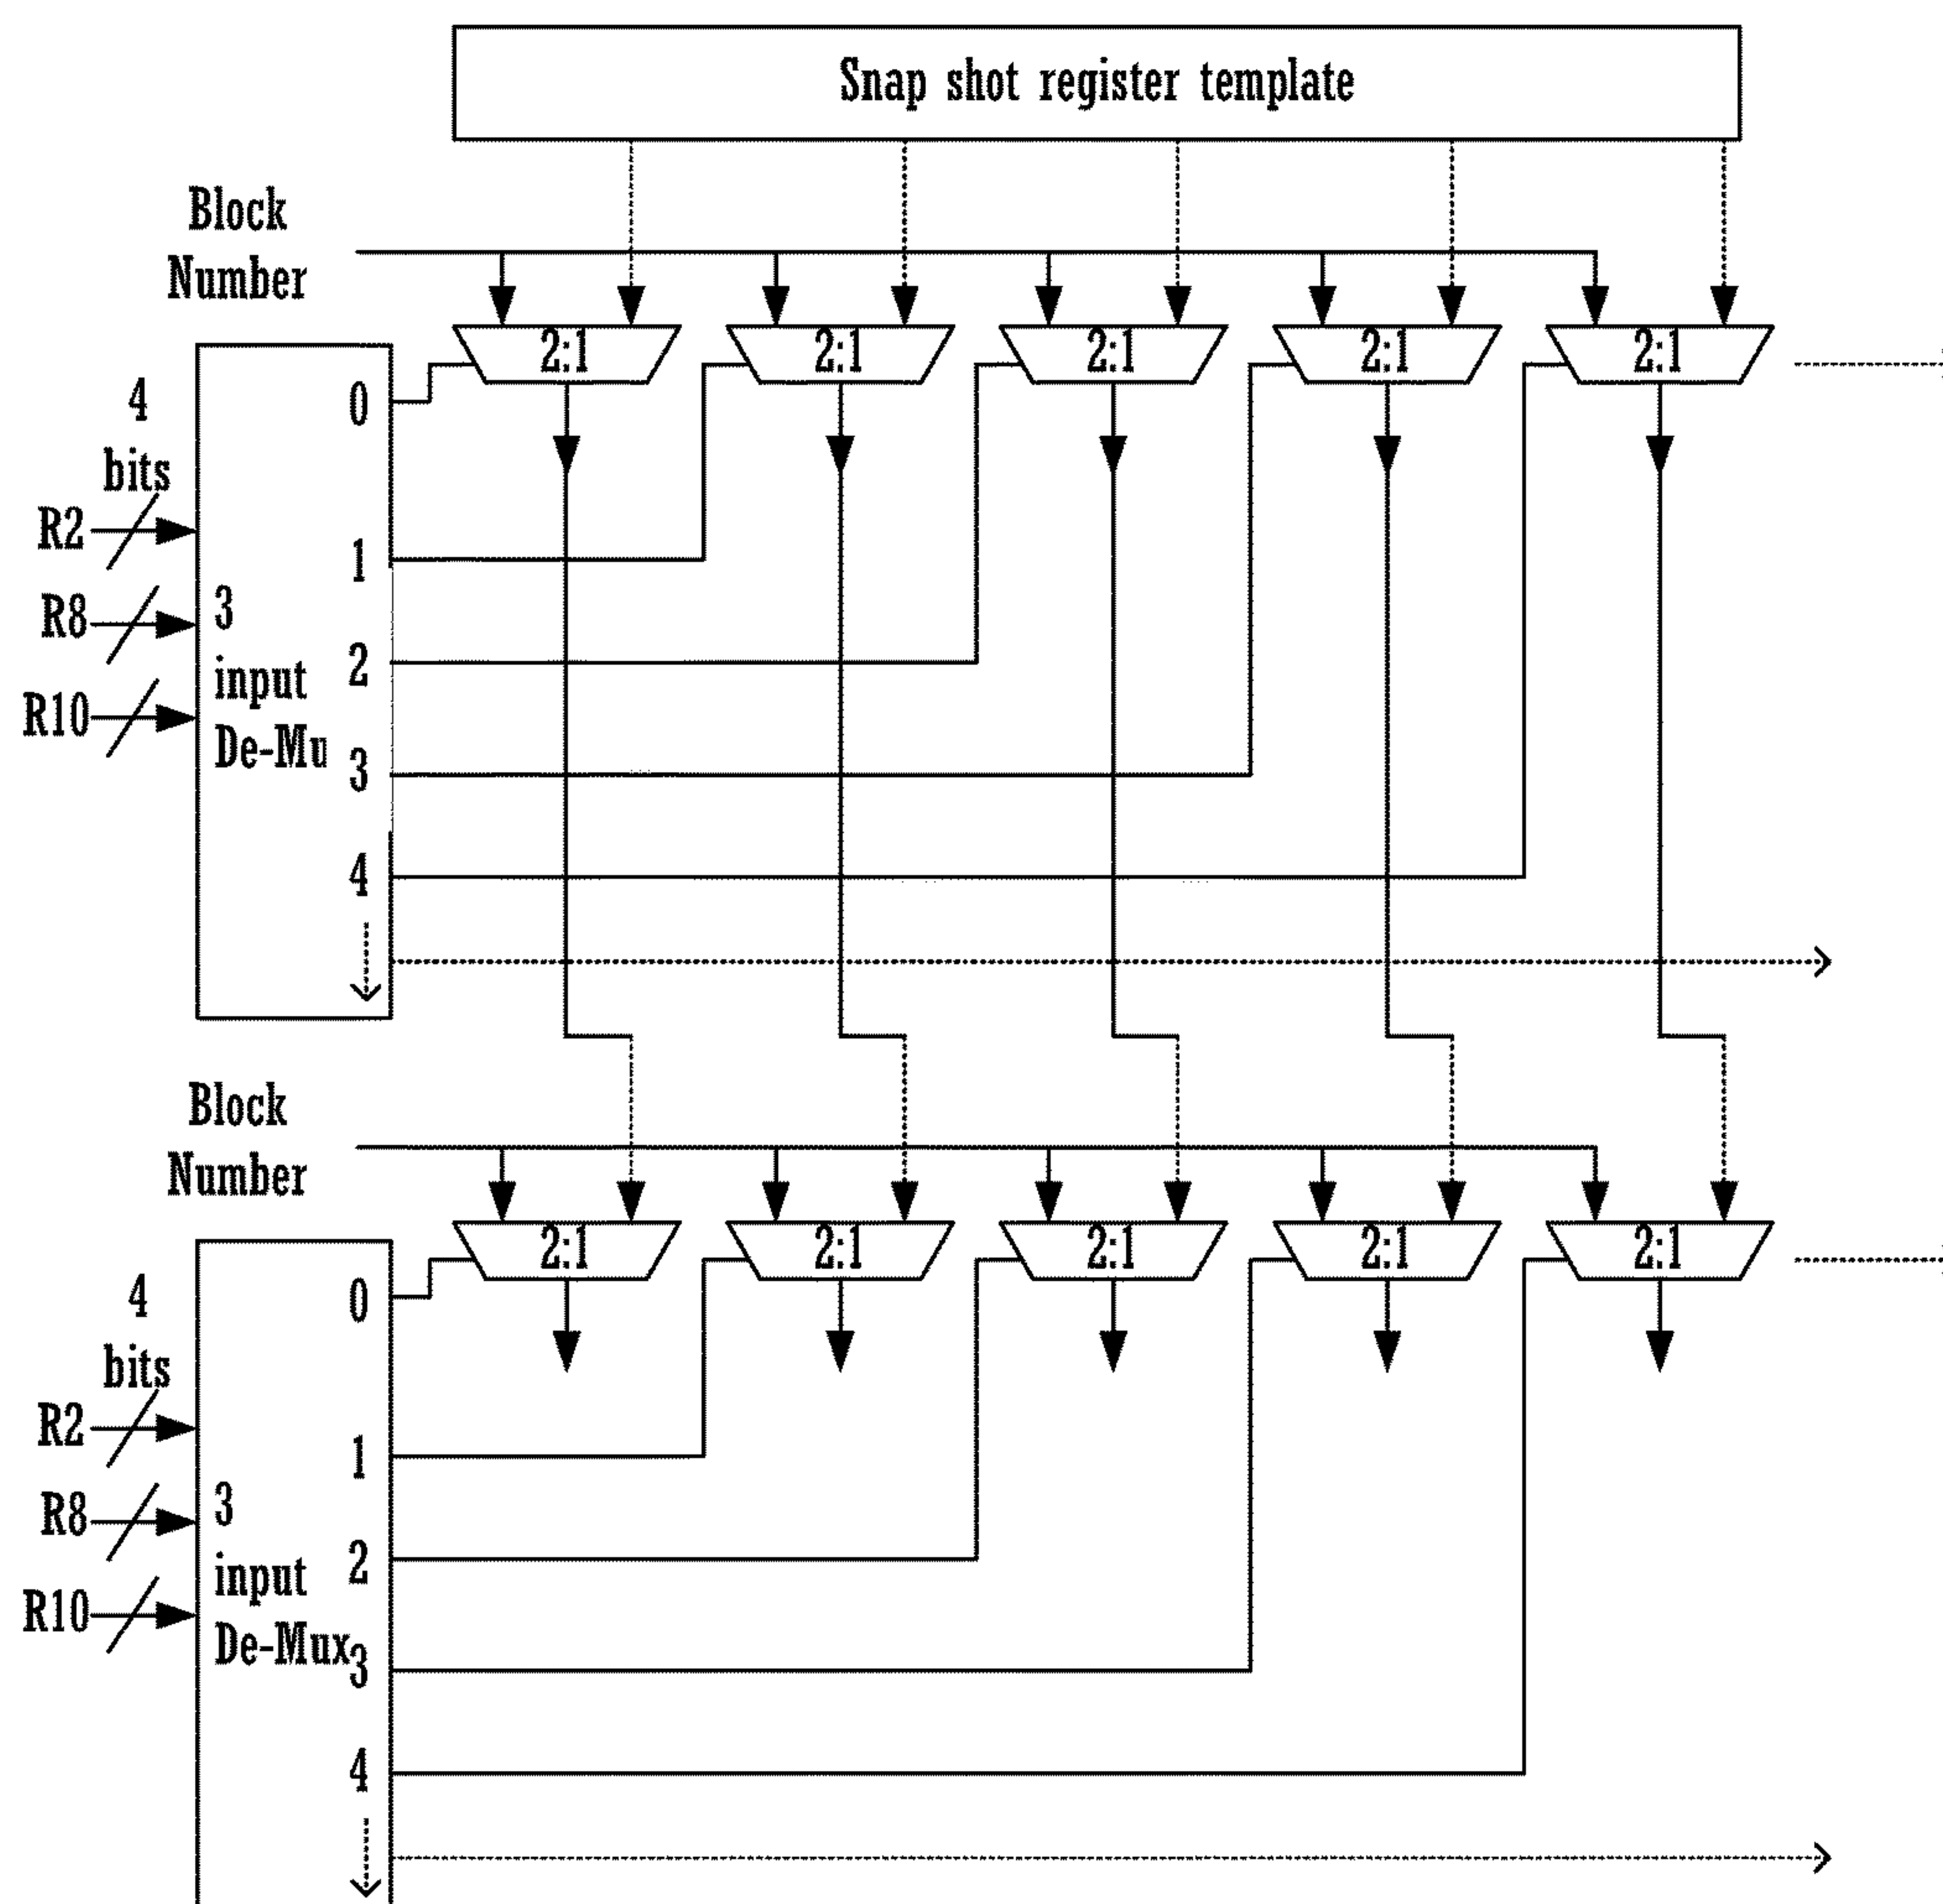 Snap shot register template
Block
Number
2:1 2:1 2:1 2:1 2:1
0
4
bits
R2
1
R8
3
2
input
R10
De-Mu
3
4
Block
Number
2:1 2:1 2:1 2:1 2:1
0
4
bits
R2
1
R8
3
2
input
R10
De-Mux
3
4